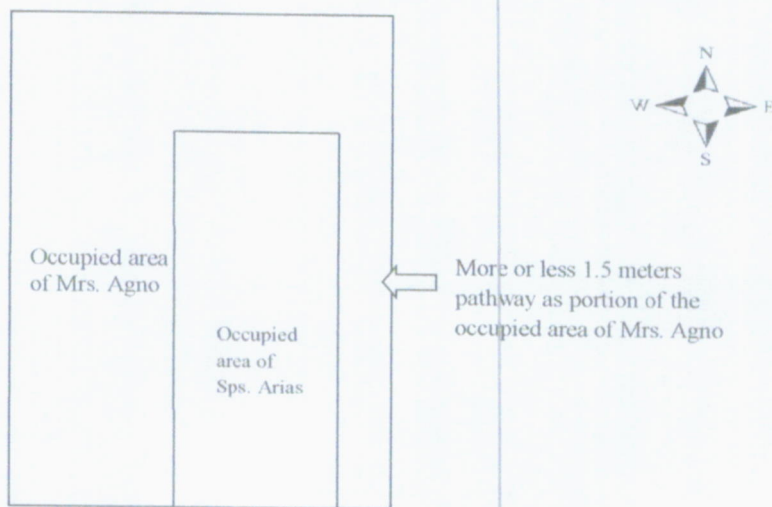 N
W E
S
Occupied area
of Mrs. Agno
More or less 1.5 meters
pathway as portion of the
occupied area of Mrs. Agno
Occupied
area of
Sps. Arias